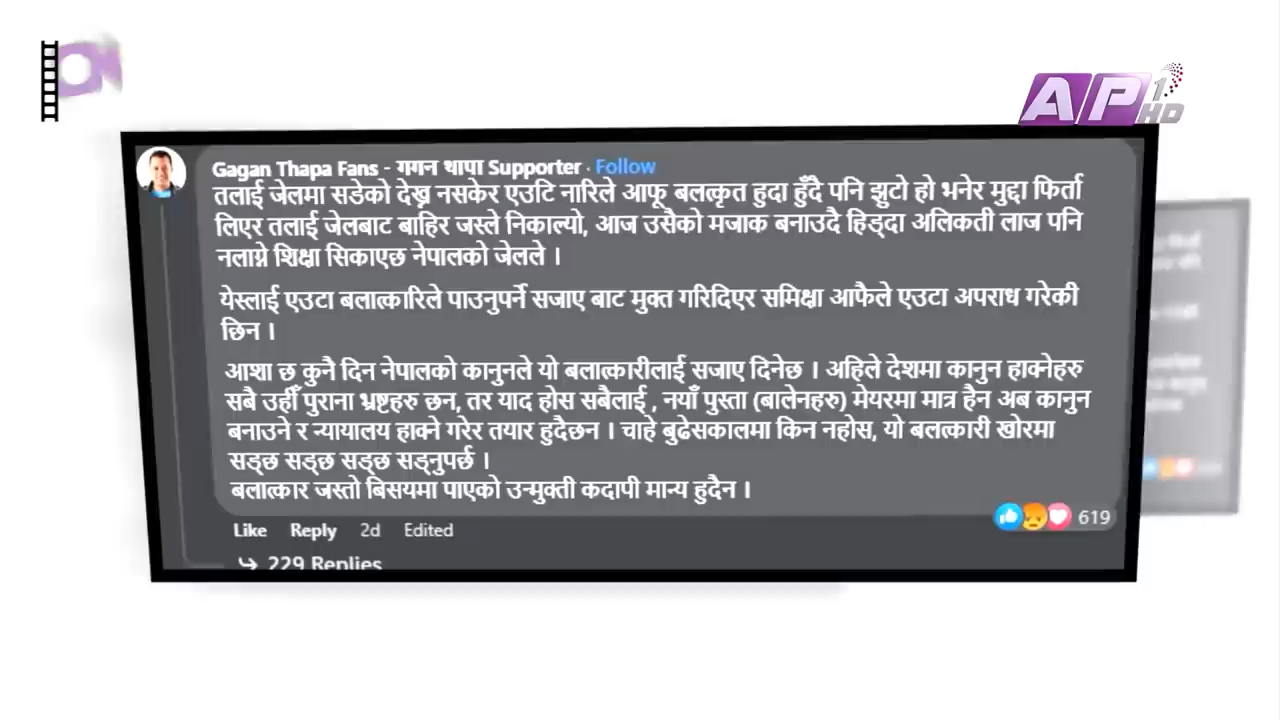 AP1 HD
Gagan Thapa Fans - गगन थापा Supporter · Follow
तलाई जेलमा सडेको देख्न नसकेर एउटि नारिले आफू बलत्कृत हुदा हुँदै पनि झुटो हो भनेर मुद्दा फिर्ता
लिएर तलाई जेलबाट बाहिर जस्ले निकाल्यो, आज उसैको मजाक बनाउदै हिड्दा अलिकती लाज पनि
नलाग्ने शिक्षा सिकाएछ नेपालको जेलले ।
येस्लाई एउटा बलात्कारिले पाउनुपर्ने सजाए बाट मुक्त गरिदिएर समिक्षा आफैले एउटा अपराध गरेकी
छिन ।
आशा छ कुनै दिन नेपालको कानुनले यो बलात्कारीलाई सजाए दिनेछ । अहिले देशमा कानुन हाक्नेहरु
सबै उहीँ पुराना भ्रष्टहरु छन, तर याद होस सबैलाई , नयाँ पुस्ता (बालेनहरु) मेयरमा मात्र हैन अब कानुन
बनाउने र न्यायालय हाक्ने गरेर तयार हुदैछन । चाहे बुढेसकालमा किन नहोस, यो बलत्कारी खोरमा
सड्छ सड्छ सड्छ सड्नुपर्छ ।
बलात्कार जस्तो बिसयमा पाएको उन्मुक्ती कदापी मान्य हुदैन ।
Like Reply 2d Edited 619
229 Replies